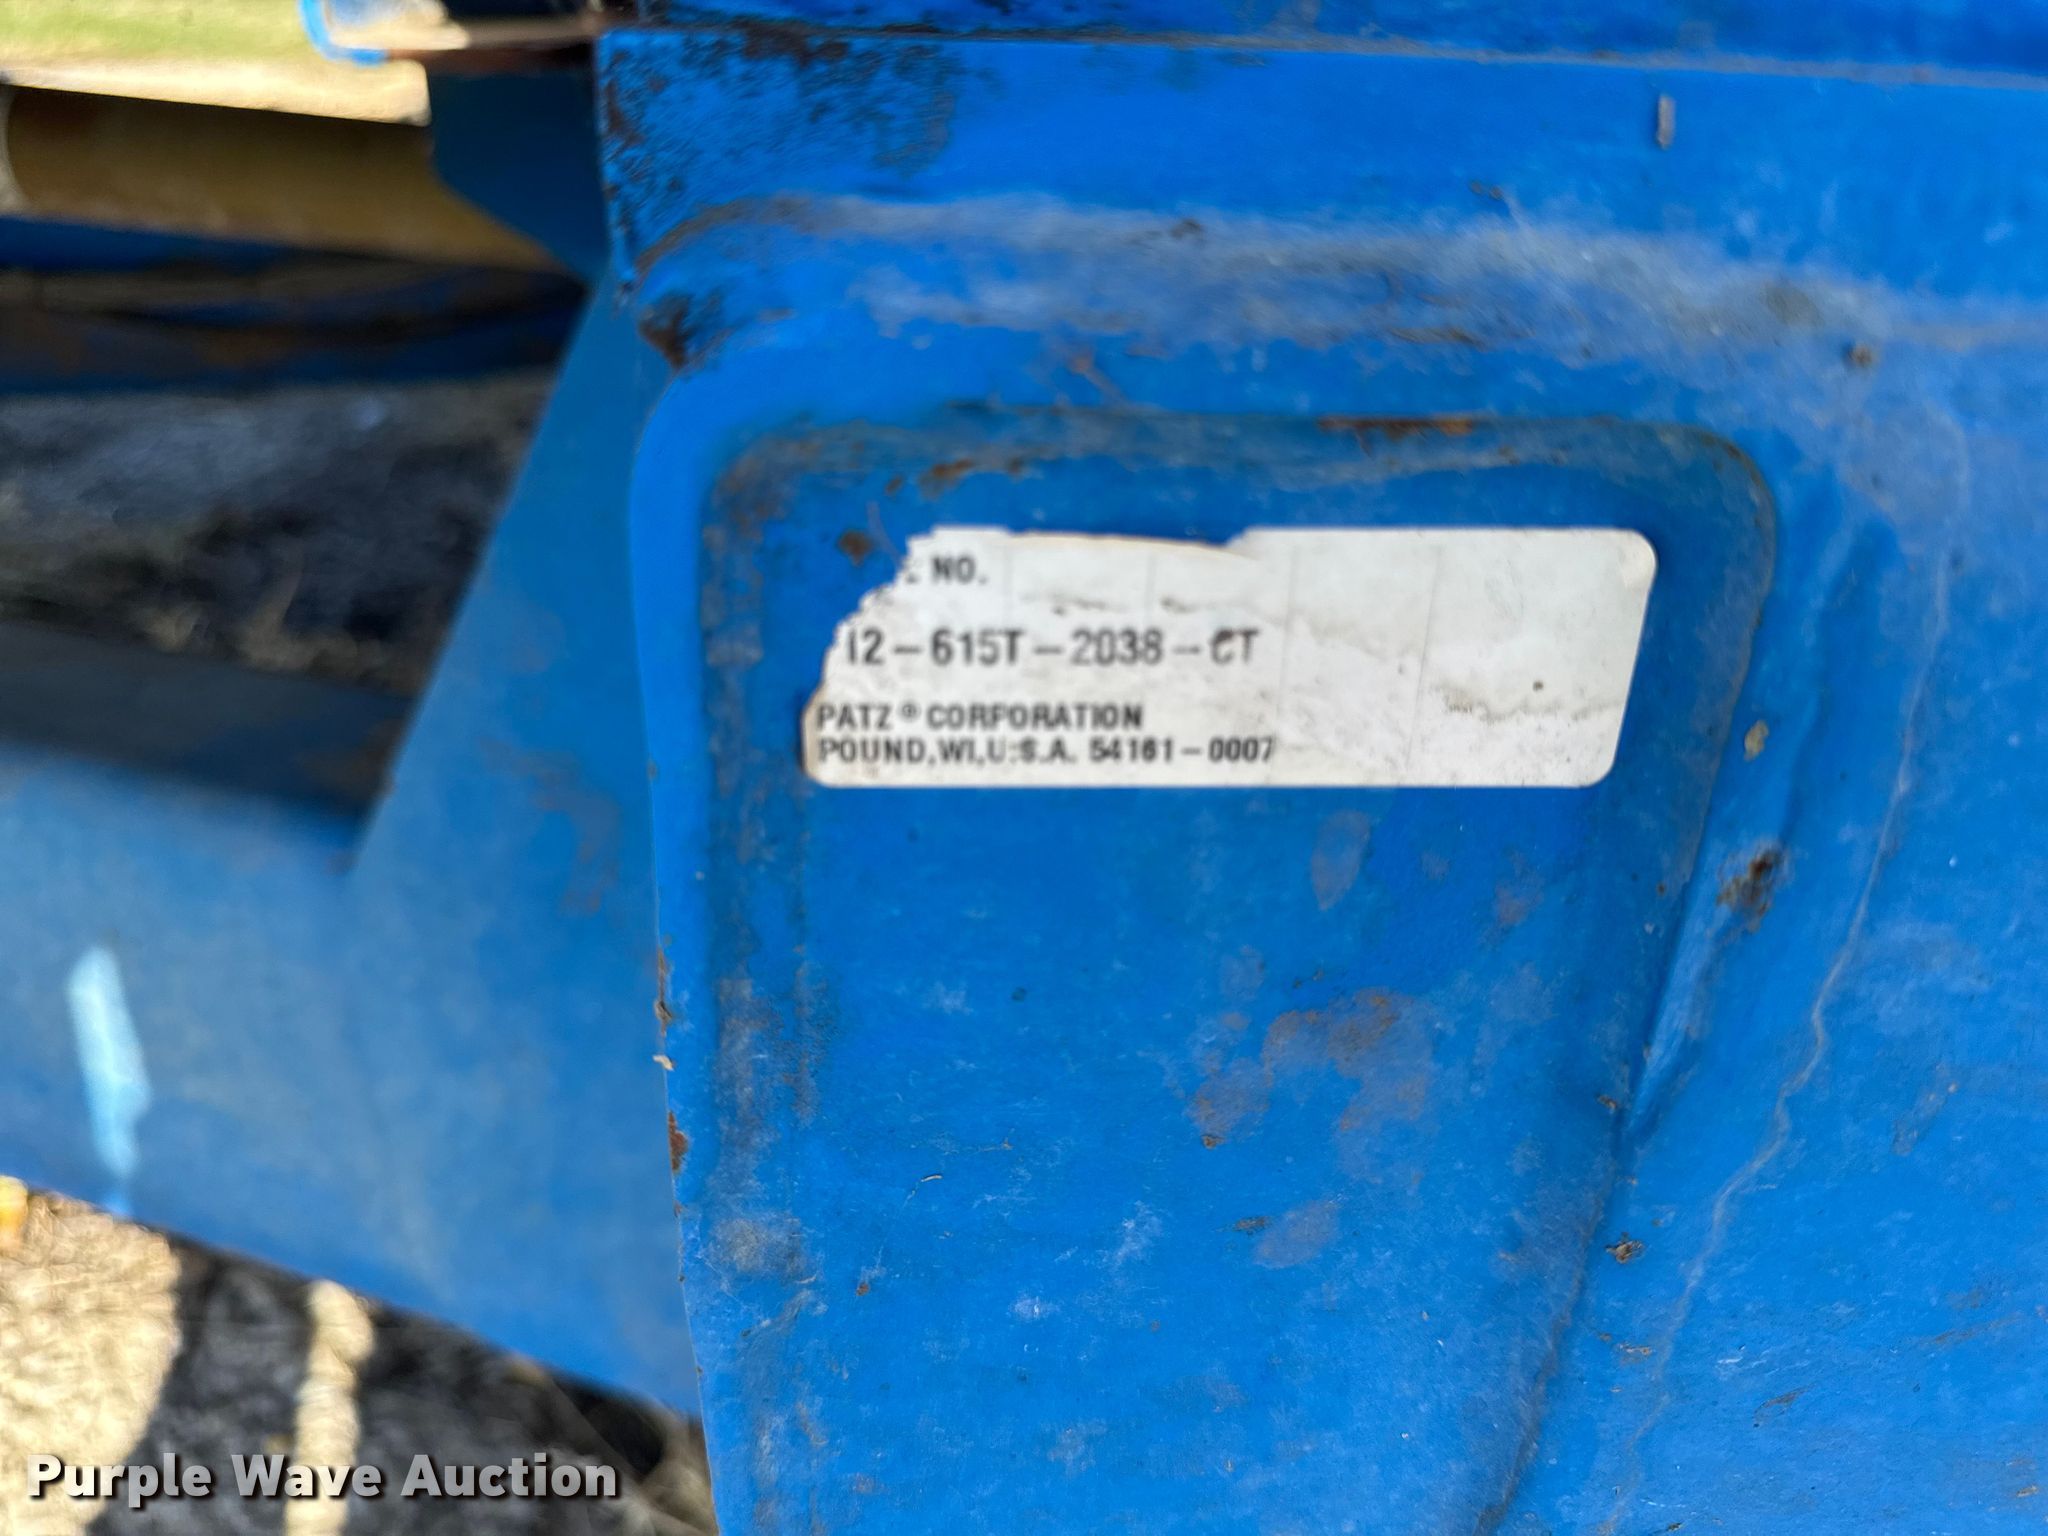 NO.
12-615T-2038-CT
PATZ® CORPORATION
POUND, WI, U.S.A. 54161-0007
Purple Wave Auction